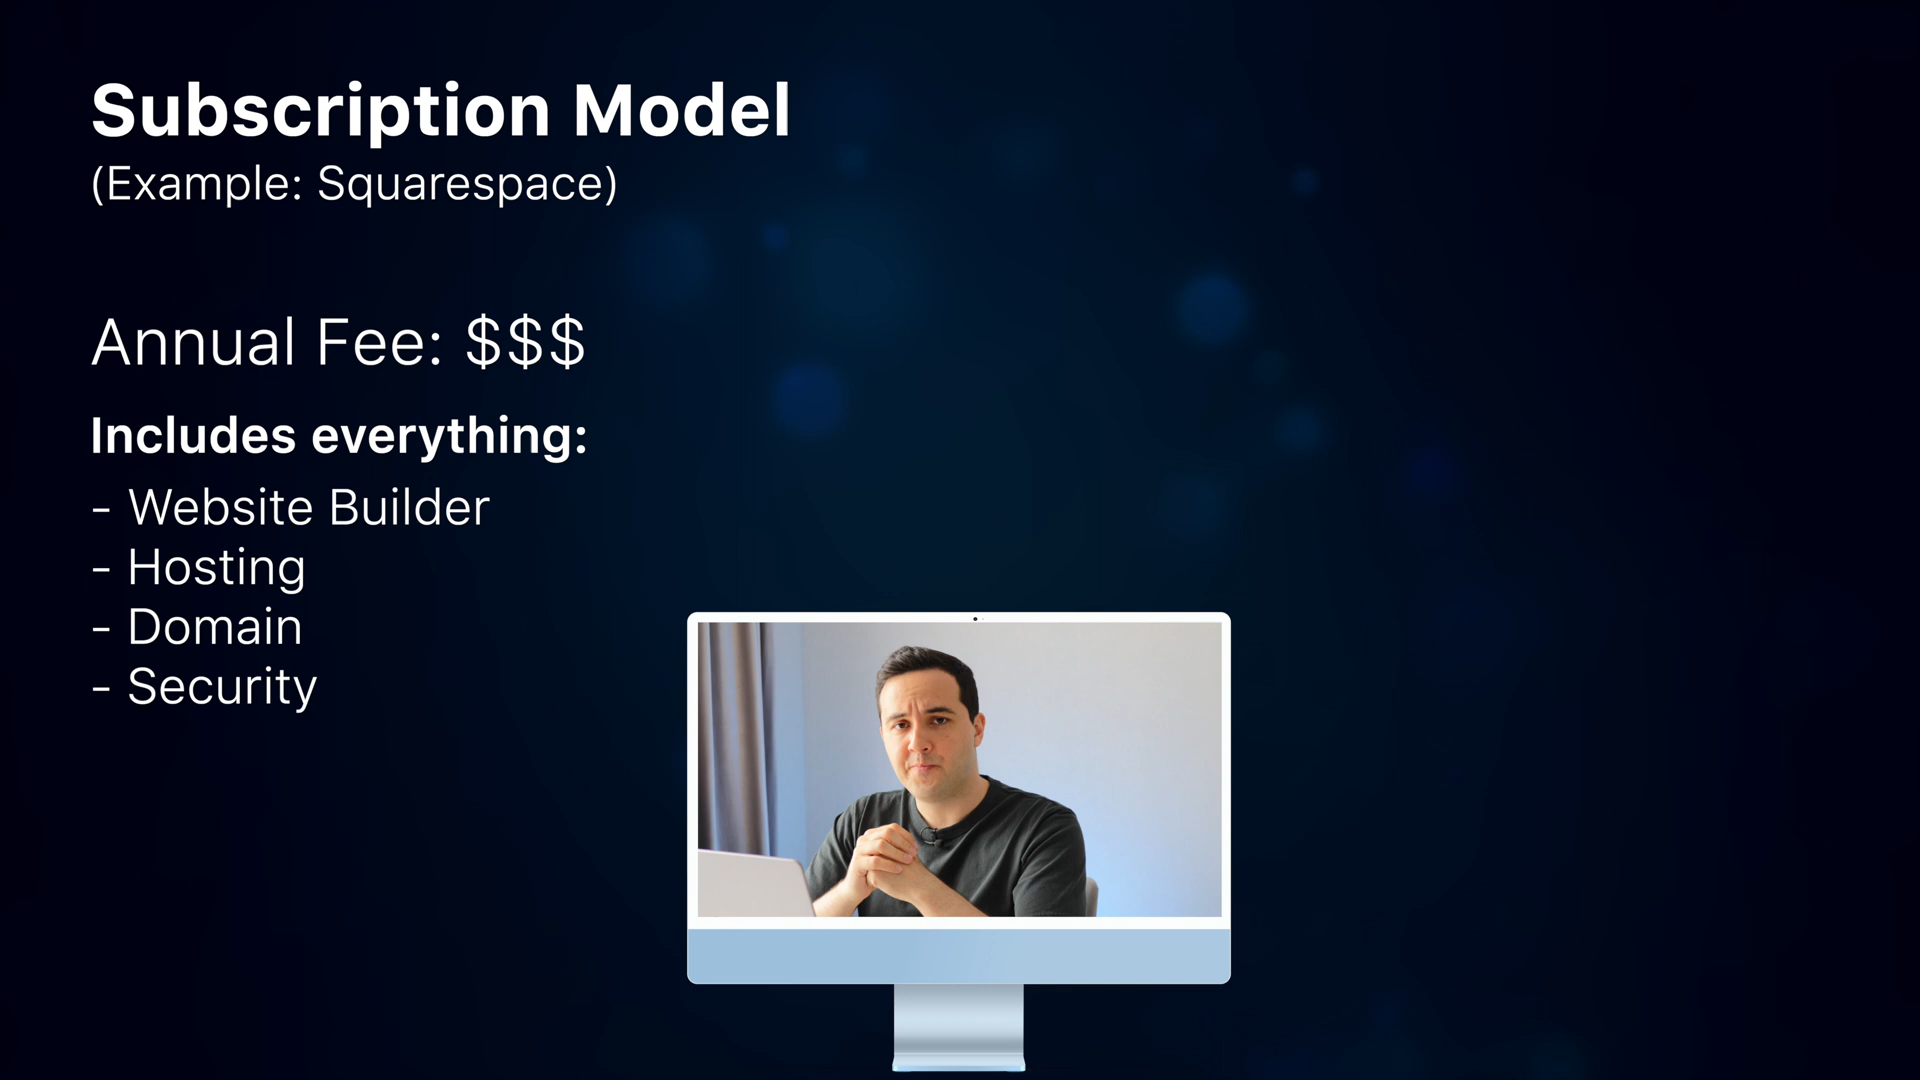 Subscription Model
(Example: Squarespace)
Annual Fee: $$$
Includes everything:
- Website Builder
- Hosting
- Domain
- Security